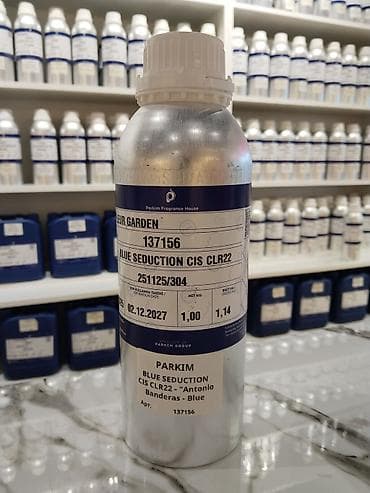 Parkim Fragrance House
EUR GARDEN
137156
BLUE SEDUCTION CIS CLR22
251125/304
02.12.2027
1,00
1,14
PARKIM GROUP
PARKIM
BLUE SEDUCTION
CIS CLR22 - "Antonio
Banderas - Blue
Арт. 137156